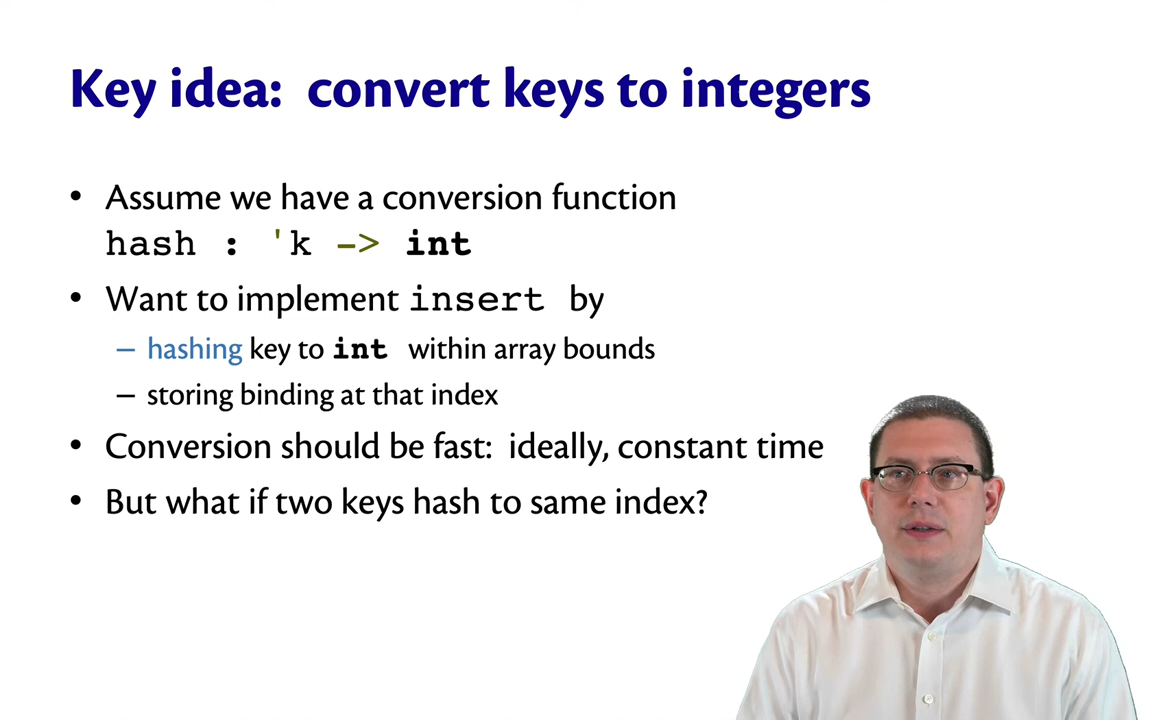 Key idea: convert keys to integers
• Assume we have a conversion function
hash : 'k -> int
• Want to implement insert by
– hashing key to int within array bounds
– storing binding at that index
• Conversion should be fast: ideally, constant time
• But what if two keys hash to same index?